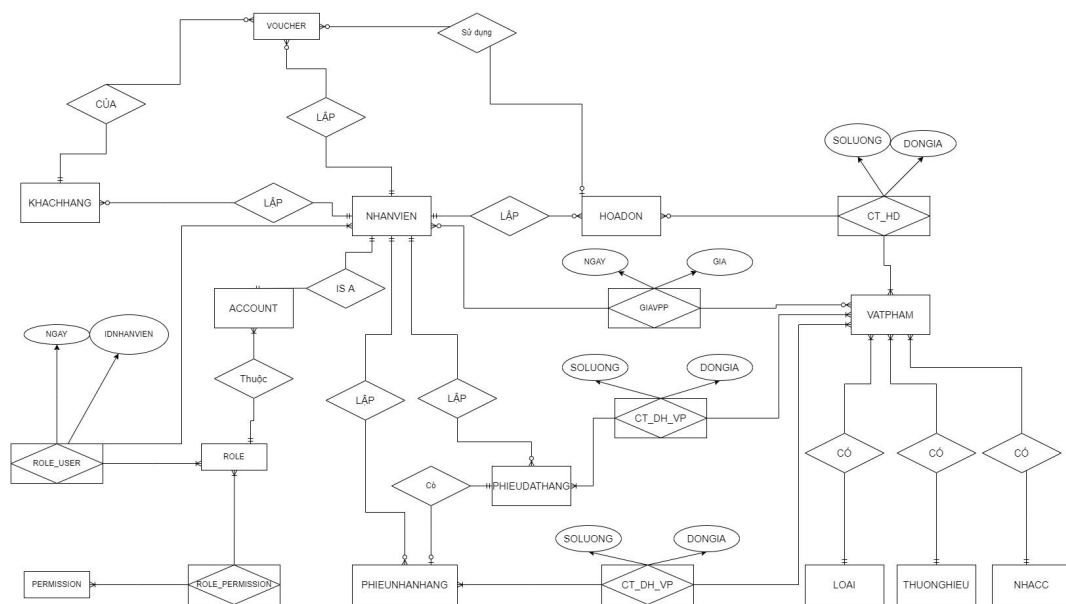 VOUCHER
Sử dụng
CỦA
LẬP
SOLUONG
DONGIA
KHACHHANG
LẬP
NHANVIEN
LẬP
HOADON
CT_HD
NGAY
GIA
IS A
ACCOUNT
GIAVPP
VATPHAM
NGAY
IDNHANVIEN
Thuộc
SOLUONG
DONGIA
LẬP
LẬP
CT_DH_VP
ROLE_USER
ROLE
CÓ
CÓ
CÓ
Có
PHIEUDATHANG
SOLUONG
DONGIA
PERMISSION
ROLE_PERMISSION
PHIEUNHANHANG
CT_DH_VP
LOAI
THUONGHIEU
NHACC